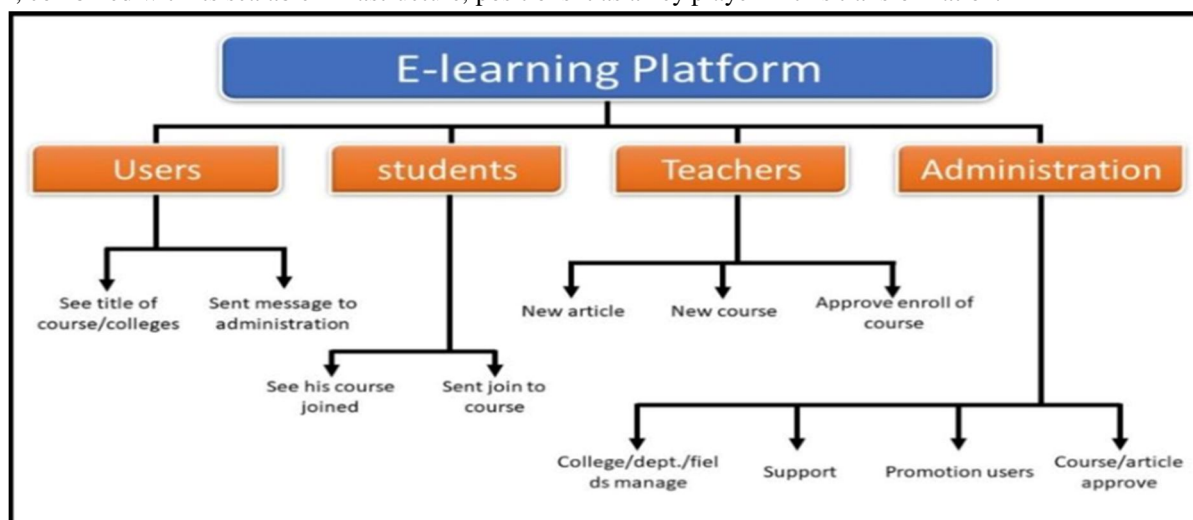 E-learning Platform
Users
students
Teachers
Administration
See title of
course/colleges
Sent message to
administration
New article
New course
Approve enroll of
course
See his course
joined
Sent join to
course
College/dept./fiel
ds manage
Support
Promotion users
Course/article
approve